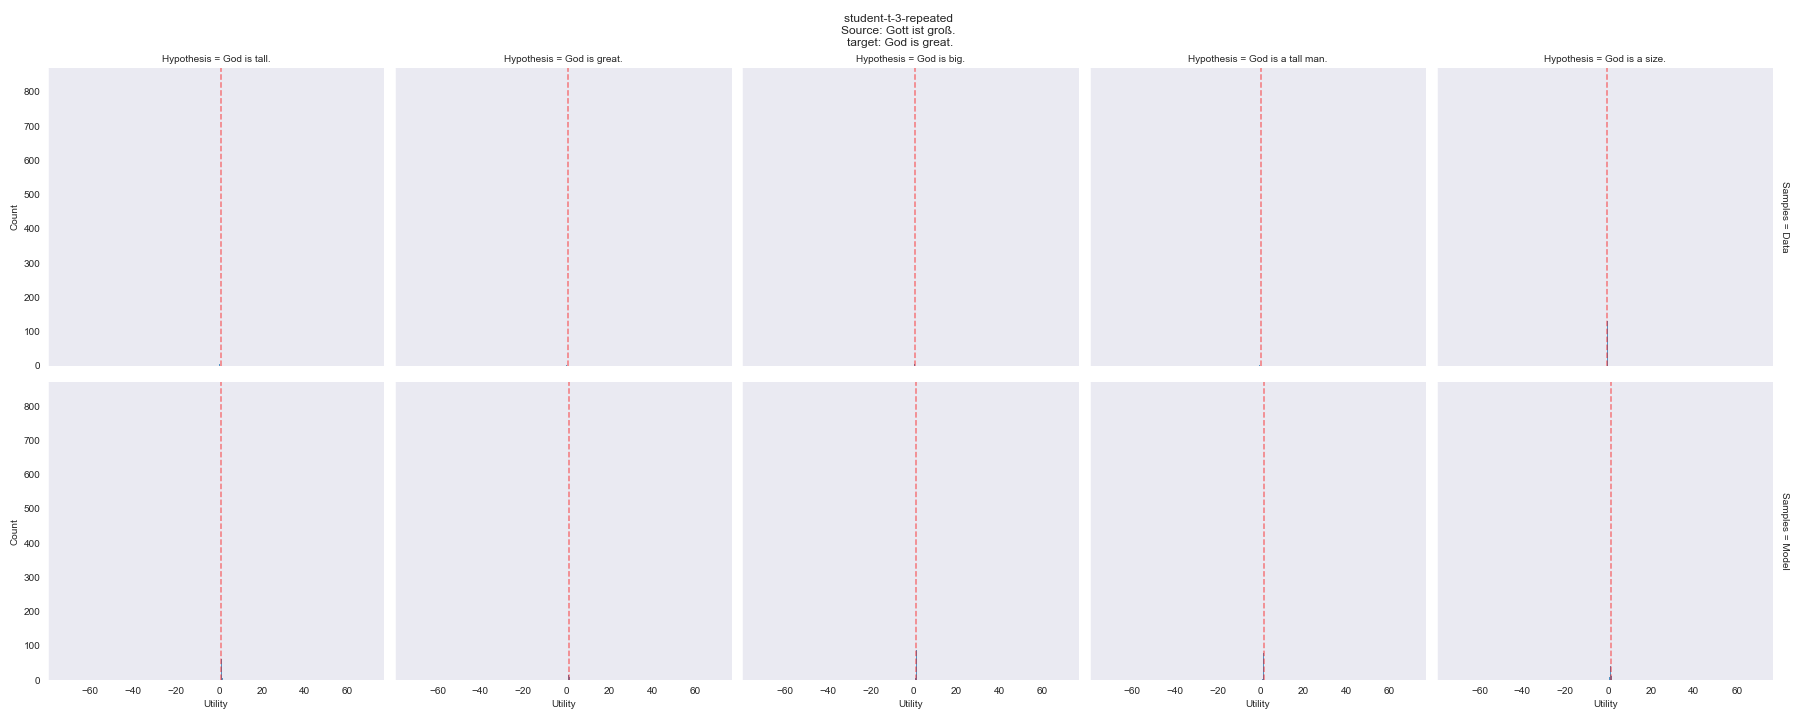 student-t-3-repeated
Source: Gott ist groß.
target: God is great.
Hypothesis = God is tall.
Hypothesis = God is great.
Hypothesis = God is big.
Hypothesis = God is a tall man.
Hypothesis = God is a size.
800
700
600
500
400
300
200
100
0
Count
Samples = Data
800
700
600
500
400
300
200
100
0
Count
Samples = Model
−60 −40 −20 0 20 40 60
Utility
−60 −40 −20 0 20 40 60
Utility
−60 −40 −20 0 20 40 60
Utility
−60 −40 −20 0 20 40 60
Utility
−60 −40 −20 0 20 40 60
Utility